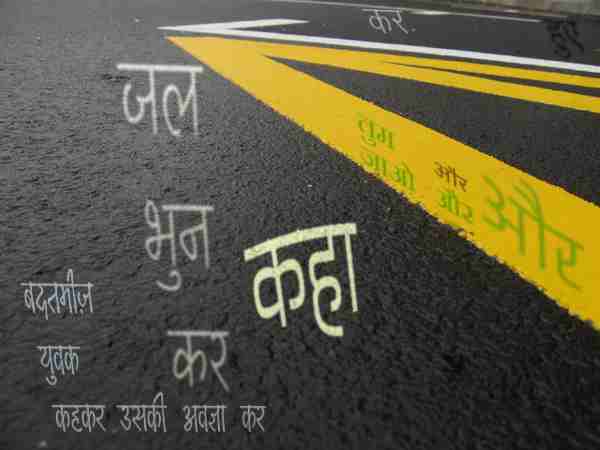 कर
जल
भुन
कर
कहा
तुम
जाओ और
और
और
बदतमीज़
युवक
कहकर उसकी अवज्ञा कर